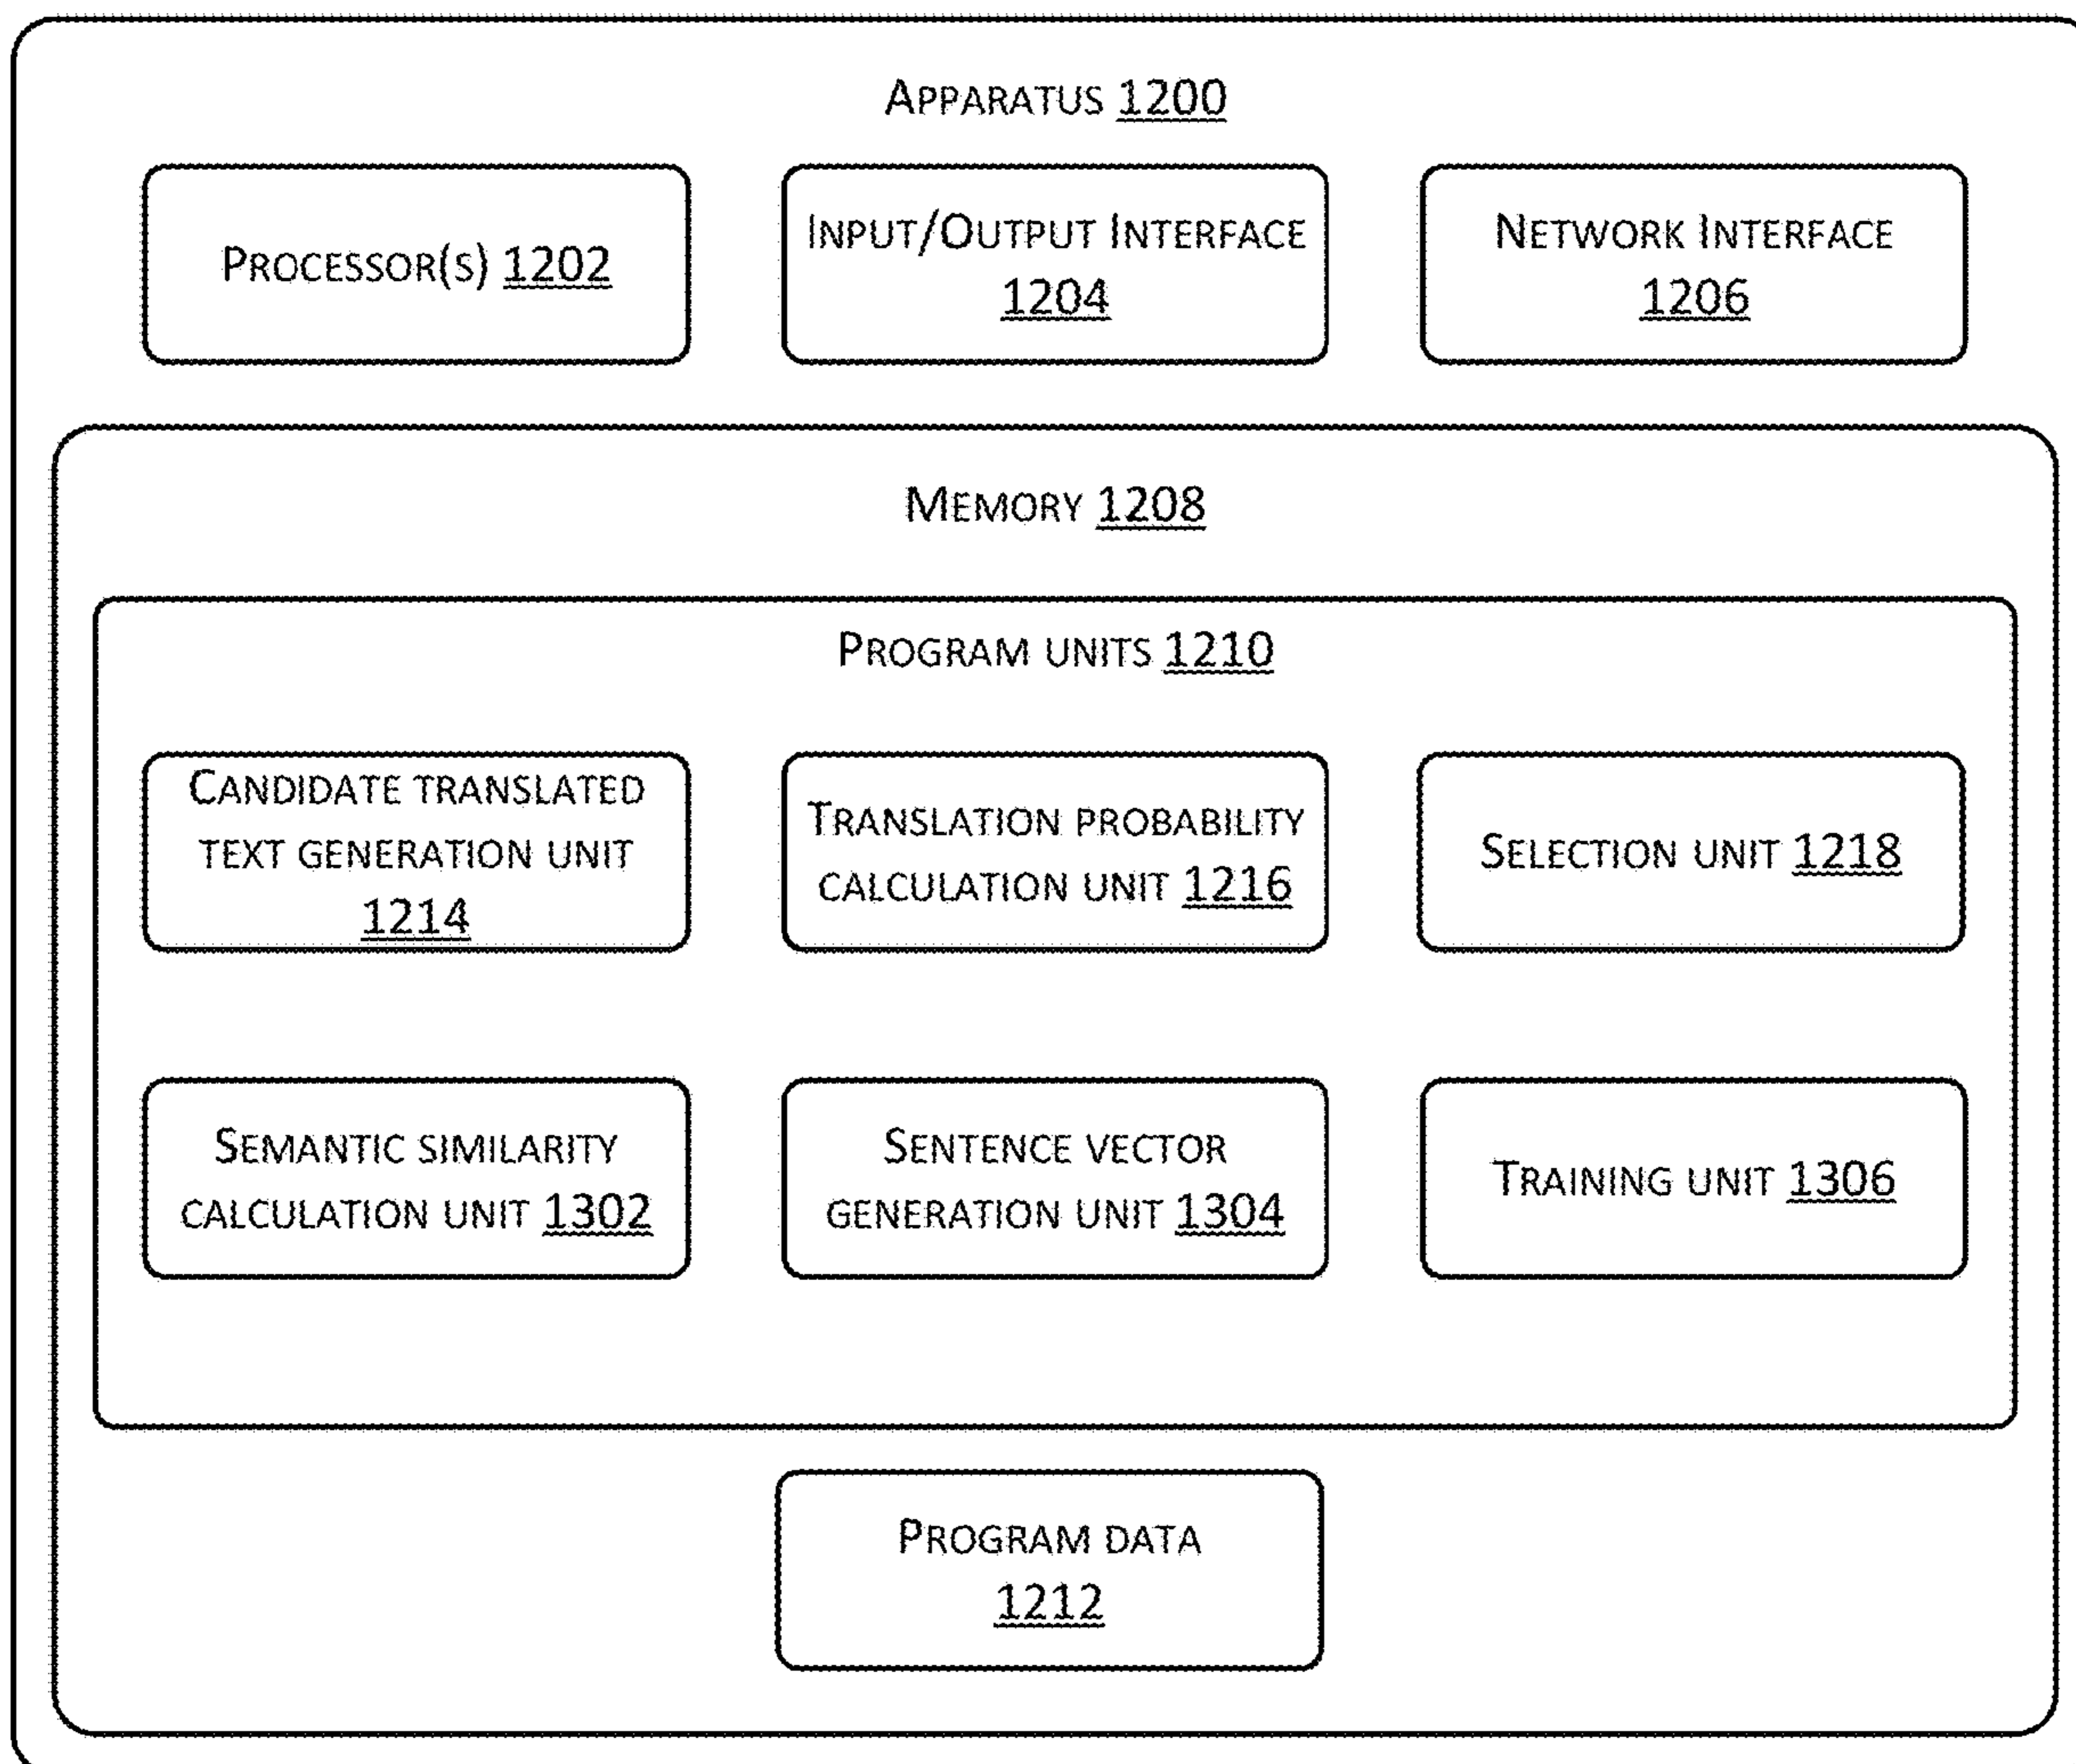 APPARATUS 1200
PROCESSOR(S) 1202
INPUT/OUTPUT INTERFACE
1204
NETWORK INTERFACE
1206
MEMORY 1208
PROGRAM UNITS 1210
CANDIDATE TRANSLATED
TEXT GENERATION UNIT
1214
TRANSLATION PROBABILITY
CALCULATION UNIT 1216
SELECTION UNIT 1218
SEMANTIC SIMILARITY
CALCULATION UNIT 1302
SENTENCE VECTOR
GENERATION UNIT 1304
TRAINING UNIT 1306
PROGRAM DATA
1212